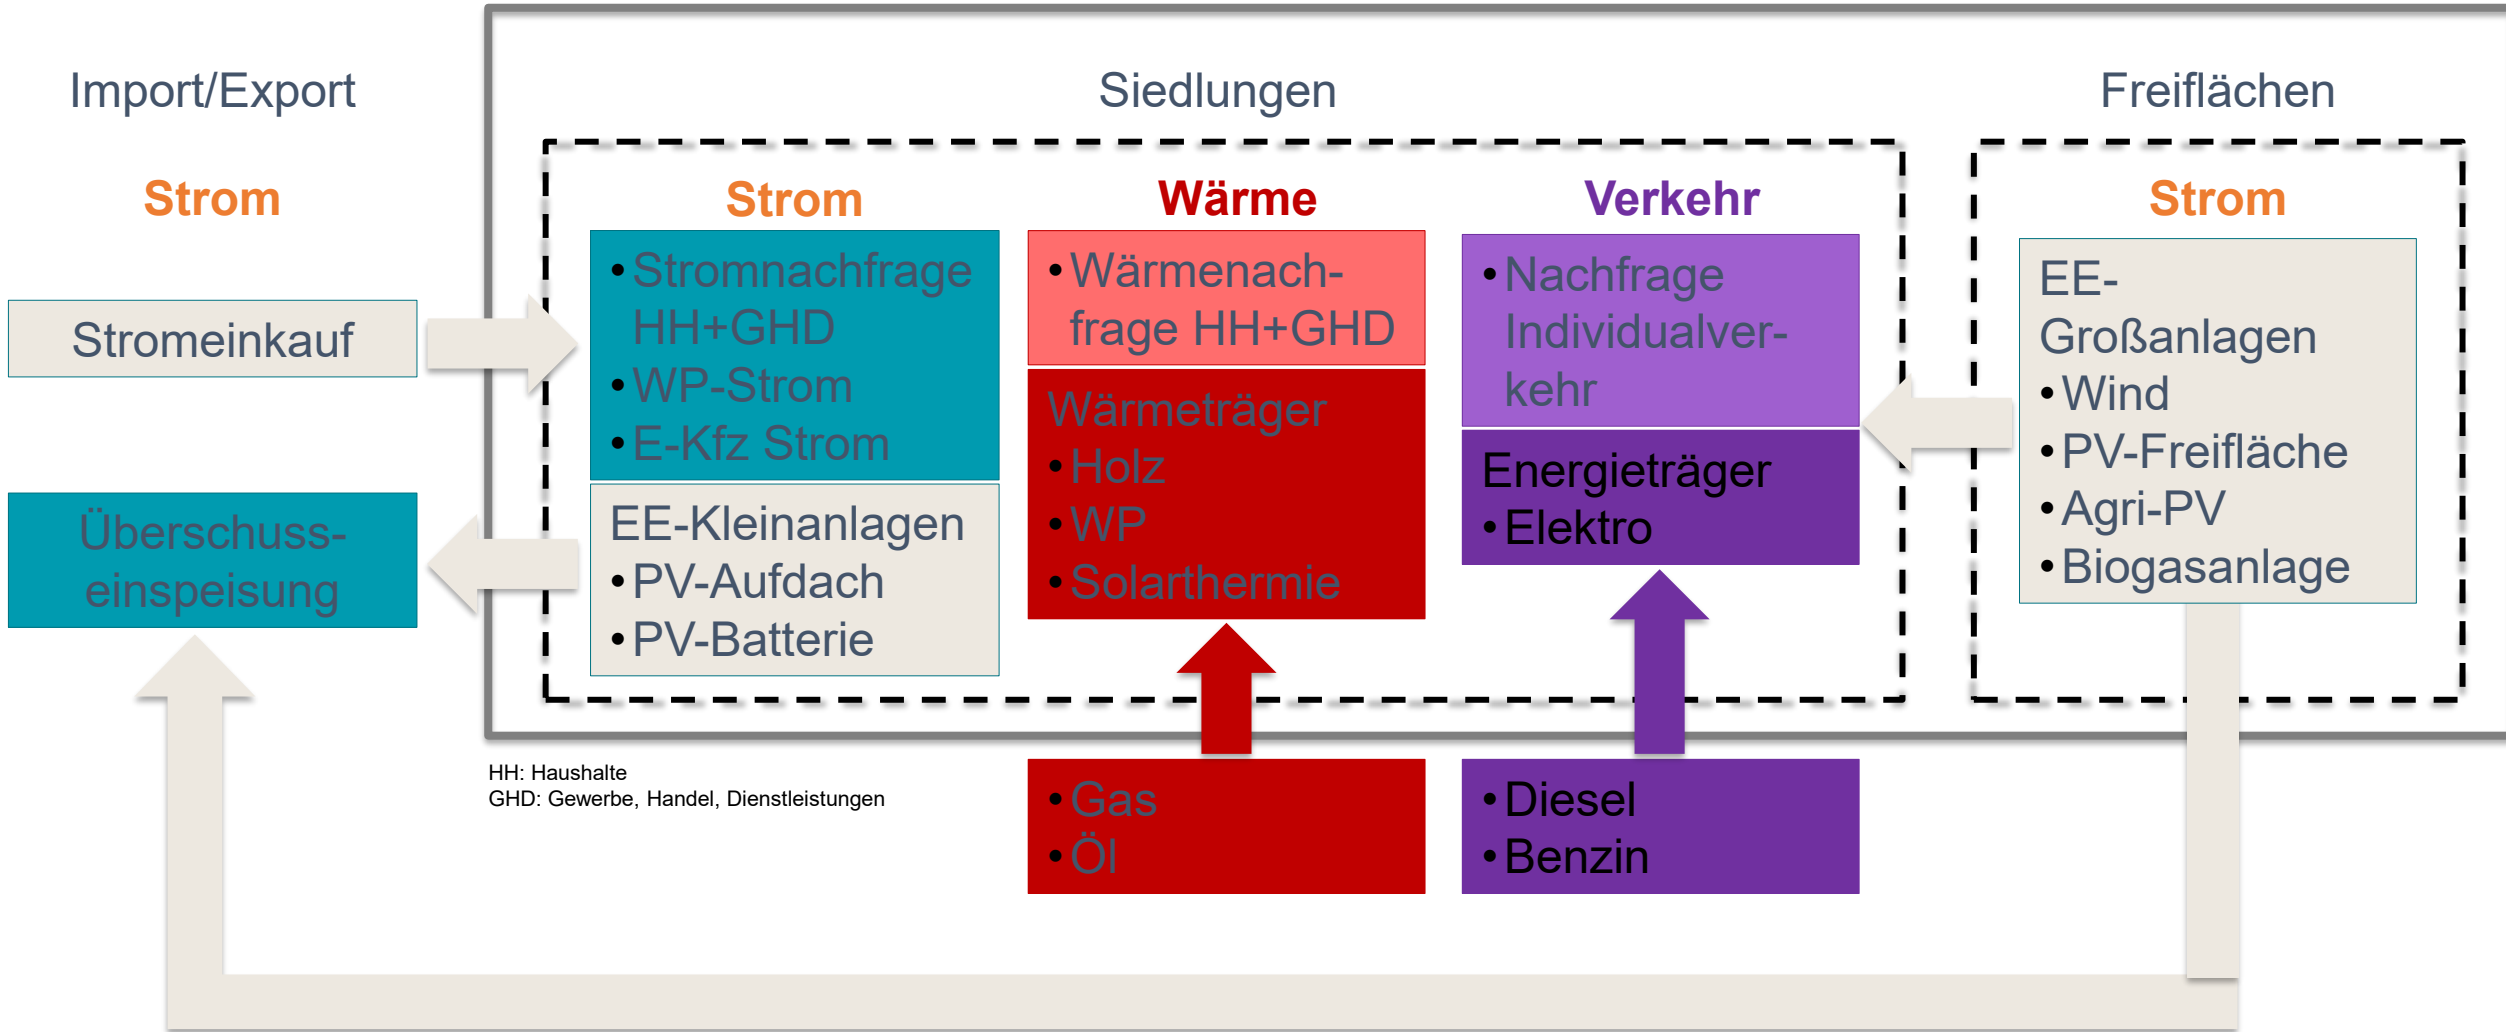 Import/Export
Siedlungen
Freiflächen
Strom
Stromeinkauf
Überschuss-
einspeisung
Strom
• Stromnachfrage
HH+GHD
• WP-Strom
• E-Kfz Strom
EE-Kleinanlagen
• PV-Aufdach
• PV-Batterie
Wärme
• Wärmenach-
frage HH+GHD
Wärmeträger
• Holz
• WP
• Solarthermie
• Gas
• Öl
Verkehr
• Nachfrage
Individualver-
kehr
Energieträger
• Elektro
• Diesel
• Benzin
Strom
EE-
Großanlagen
• Wind
• PV-Freifläche
• Agri-PV
• Biogasanlage
HH: Haushalte
GHD: Gewerbe, Handel, Dienstleistungen